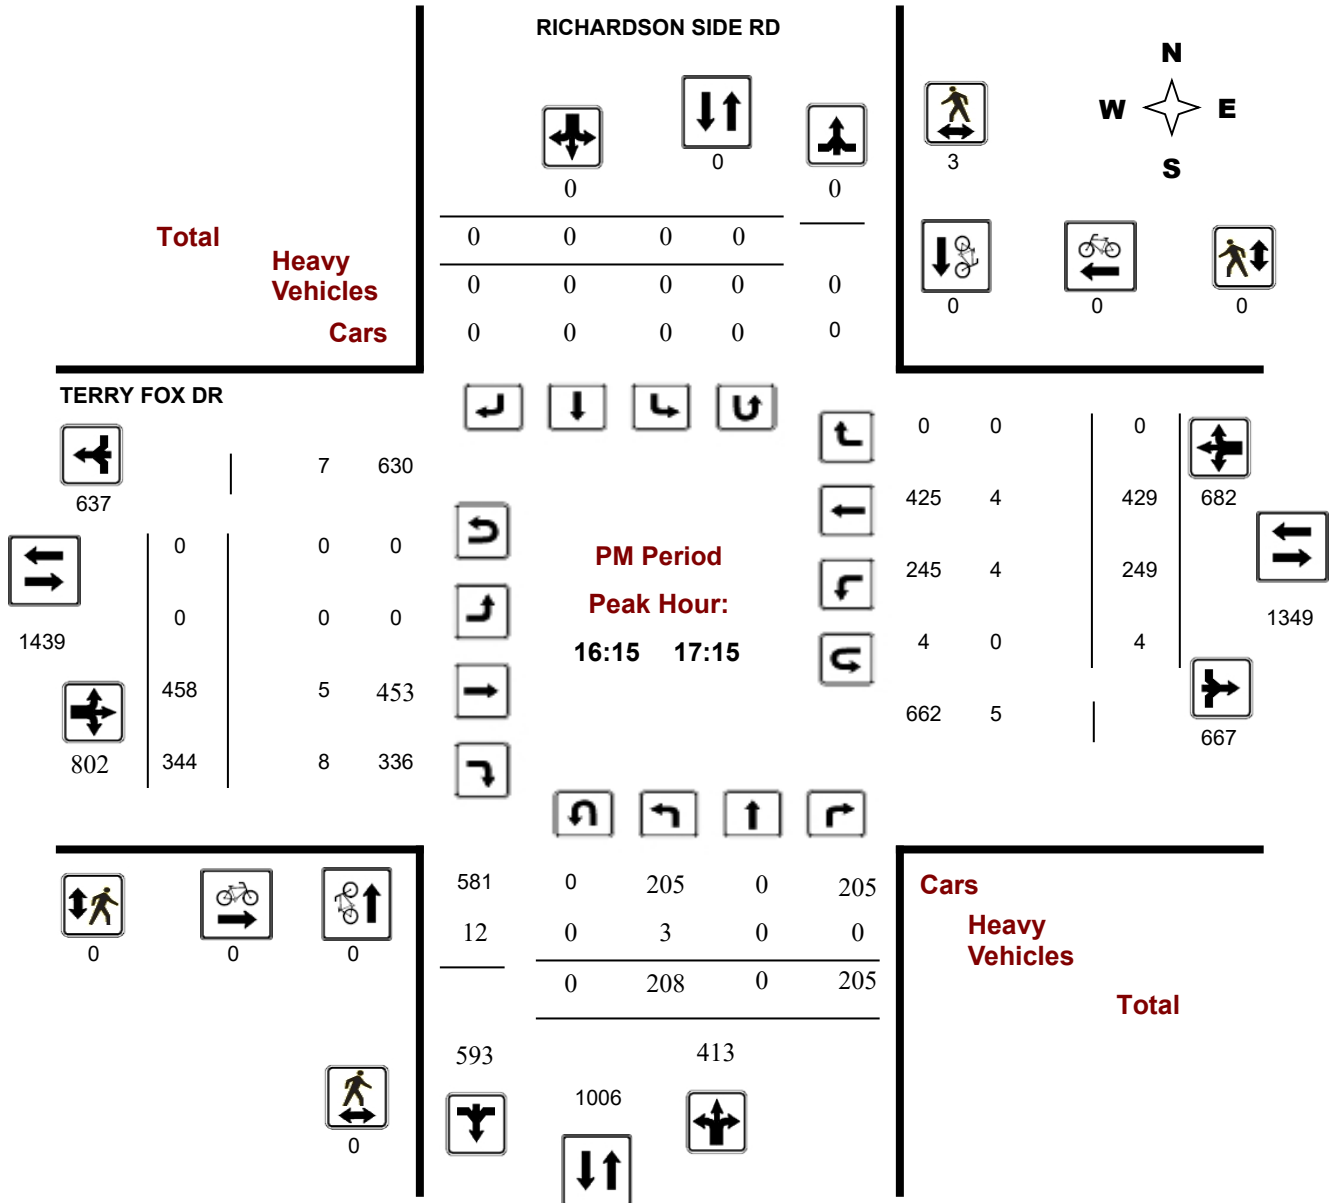 RICHARDSON SIDE RD
N
W E
S
0
0 0
3
Total
0 0 0 0
Heavy
Vehicles
0 0 0 0 0
Cars
0 0 0 0 0
0 0 0
TERRY FOX DR
7 630
637
0 0 0
0 0 0
1439
458 5 453
802
344 8 336
PM Period
Peak Hour:
16:15 17:15
0 0 0
425 4 429
682
245 4 249
1349
4 0 4
662 5
667
581 0 205 0 205
12 0 3 0 0
0 208 0 205
593 413
1006
0 0 0
0
Cars
Heavy
Vehicles
Total